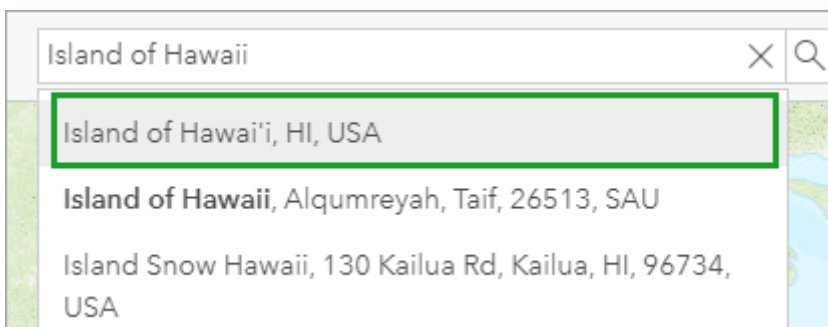 Island of Hawaii
Island of Hawai'i, HI, USA
Island of Hawaii, Alqumreyah, Taif, 26513, SAU
Island Snow Hawaii, 130 Kailua Rd, Kailua, HI, 96734,
USA